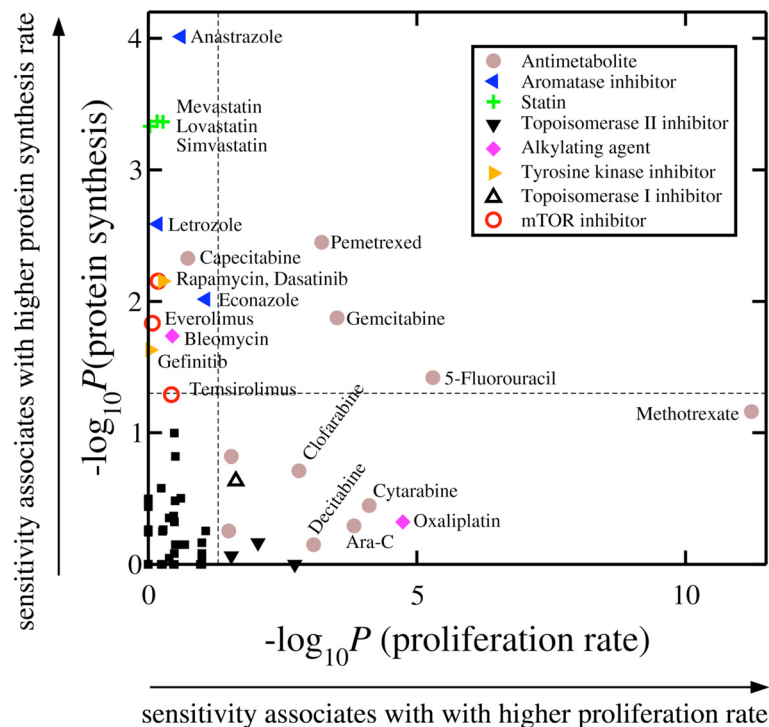 sensitivity associates with higher protein synthesis rate
-log10P(protein synthesis)
4
3
2
1
0
Anastrazole
Mevastatin
Lovastatin
Simvastatin
Letrozole
Capecitabine
Pemetrexed
Rapamycin, Dasatinib
Econazole
Everolimus
Gemcitabine
Bleomycin
Gefinitib
5-Fluorouracil
Temsirolimus
Methotrexate
Clofarabine
Decitabine
Cytarabine
Oxaliplatin
Ara-C
Antimetabolite
Aromatase inhibitor
Statin
Topoisomerase II inhibitor
Alkylating agent
Tyrosine kinase inhibitor
Topoisomerase I inhibitor
mTOR inhibitor
0 5 10
-log10P (proliferation rate)
sensitivity associates with with higher proliferation rate